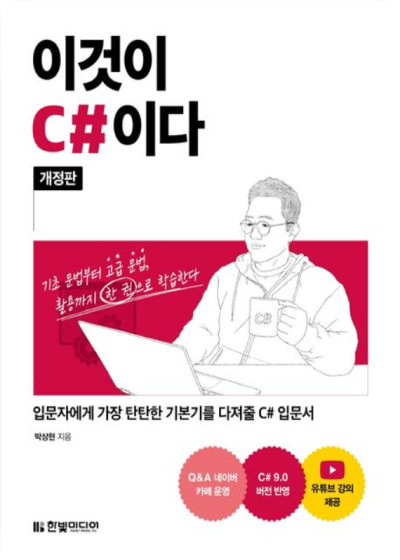 이것이
C#이다
개정판
기초 문법부터 고급 문법,
활용까지 한 권으로 학습한다
C#
입문자에게 가장 탄탄한 기본기를 다져줄 C# 입문서
박상현 지음
Q&A 네이버
카페 운영
C# 9.0
버전 반영
유튜브 강의
제공
한빛미디어